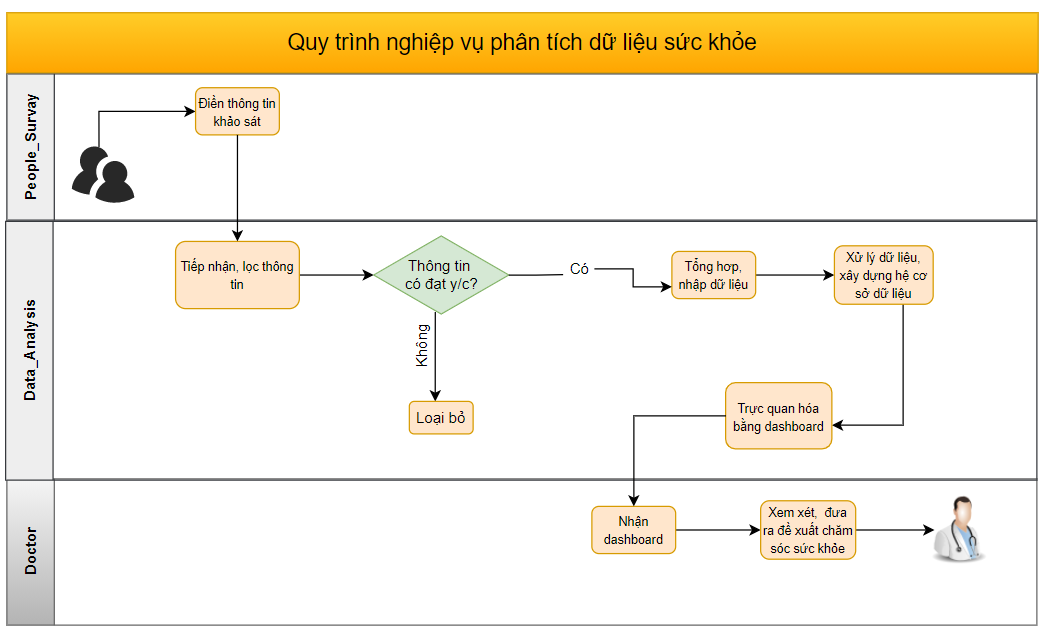 Quy trình nghiệp vụ phân tích dữ liệu sức khỏe
People_Survay
Điền thông tin
khảo sát
Data_Analysis
Tiếp nhận, lọc thông
tin
Thông tin
có đạt y/c?
Có
Không
Loại bỏ
Tổng hơp,
nhập dữ liệu
Xử lý dữ liệu,
xây dựng hệ cơ
sở dữ liệu
Trực quan hóa
bằng dashboard
Doctor
Nhận
dashboard
Xem xét, đưa
ra đề xuất chăm
sóc sức khỏe